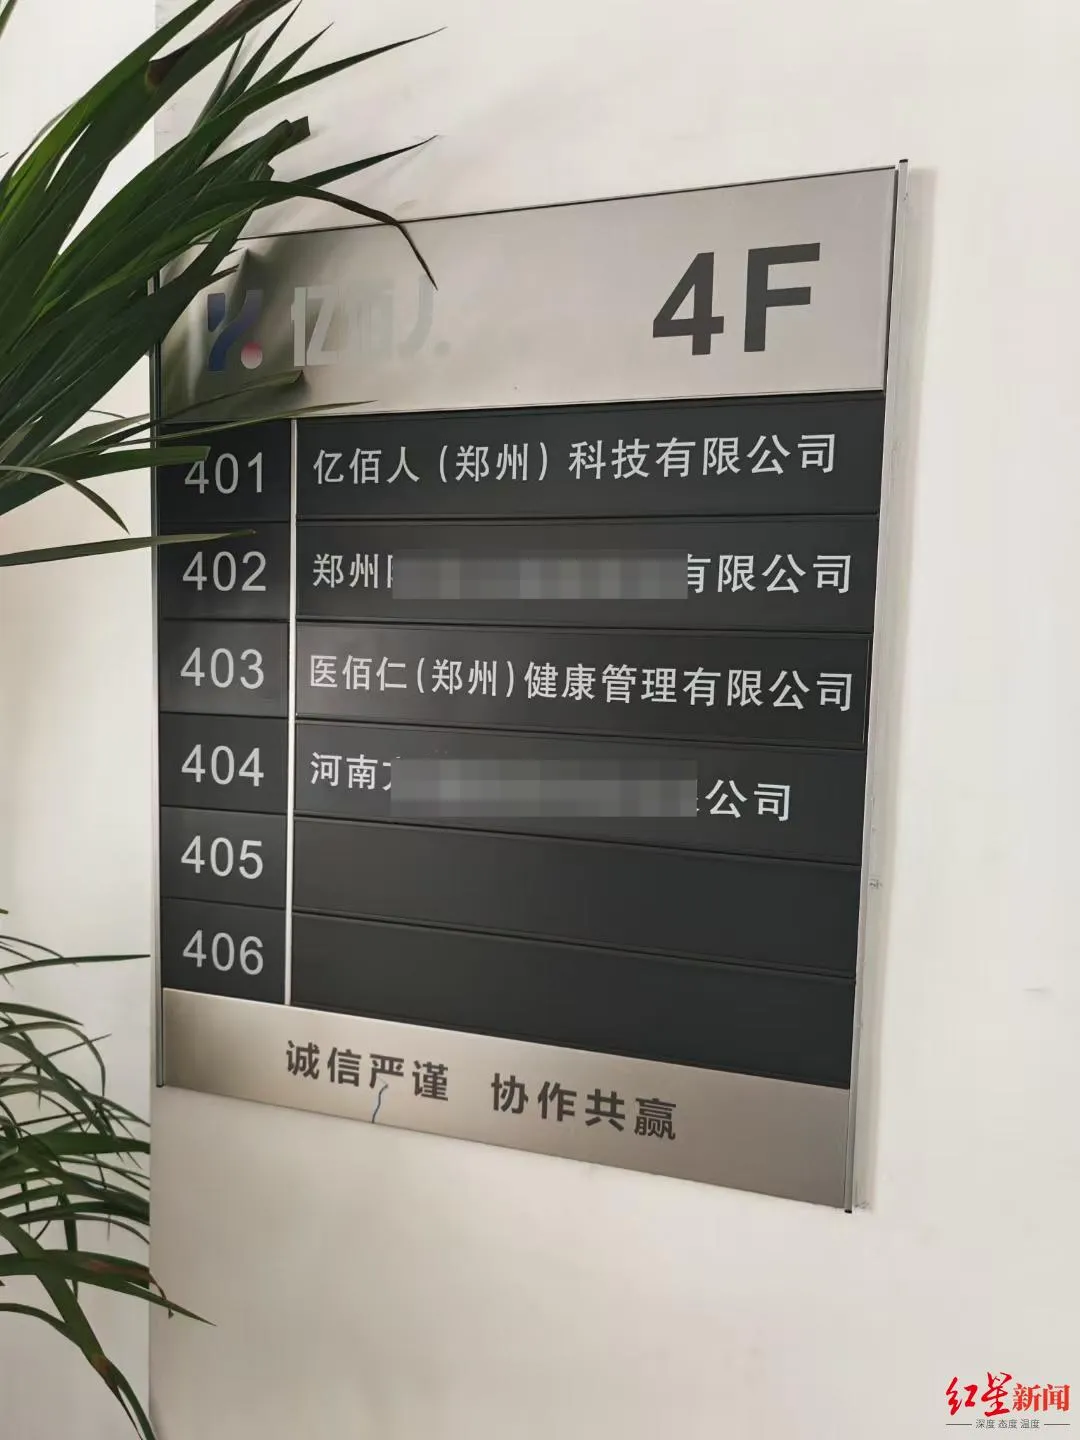 亿佰人 4F
401 亿佰人（郑州）科技有限公司
402 郑州 有限公司
403 医佰仁(郑州)健康管理有限公司
404 河南 公司
405
406
诚信严谨 协作共赢
红星新闻
深度 态度 温度